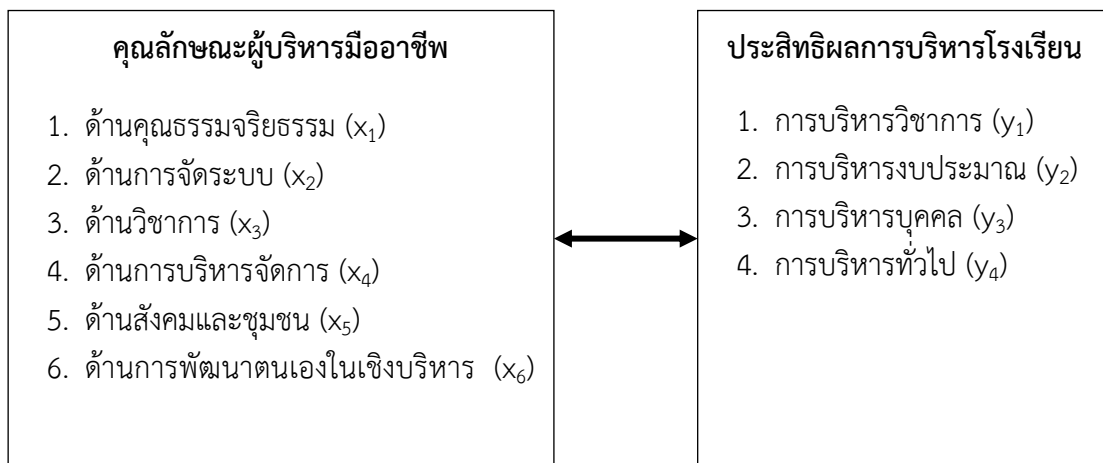 คุณลักษณะผู้บริหารมืออาชีพ
1. ด้านคุณธรรมจริยธรรม (x₁)
2. ด้านการจัดระบบ (x₂)
3. ด้านวิชาการ (x₃)
4. ด้านการบริหารจัดการ (x₄)
5. ด้านสังคมและชุมชน (x₅)
6. ด้านการพัฒนาตนเองในเชิงบริหาร (x₆)
ประสิทธิผลการบริหารโรงเรียน
1. การบริหารวิชาการ (y₁)
2. การบริหารงบประมาณ (y₂)
3. การบริหารบุคคล (y₃)
4. การบริหารทั่วไป (y₄)